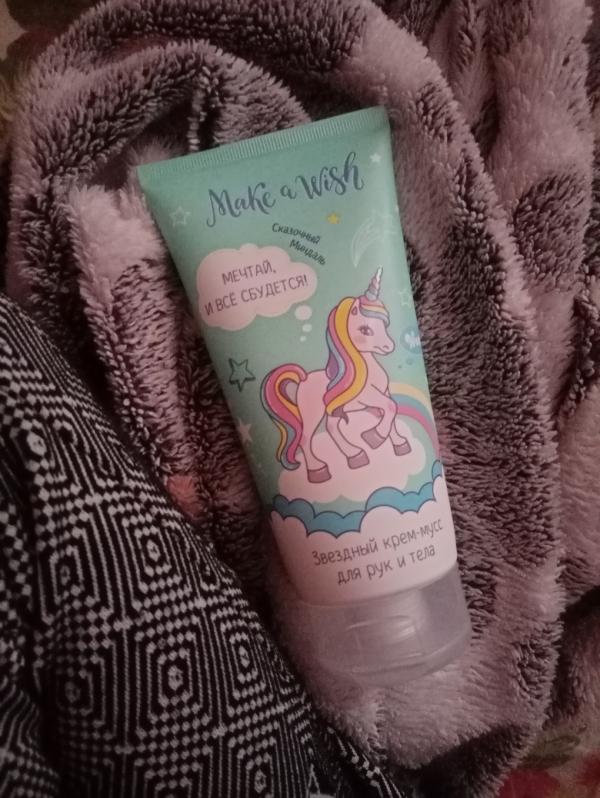 Make a Wish
Сказочный
Миндаль
МЕЧТАЙ,
И ВСЁ СБУДЕТСЯ!
Звездный крем-мусс
для рук и тела